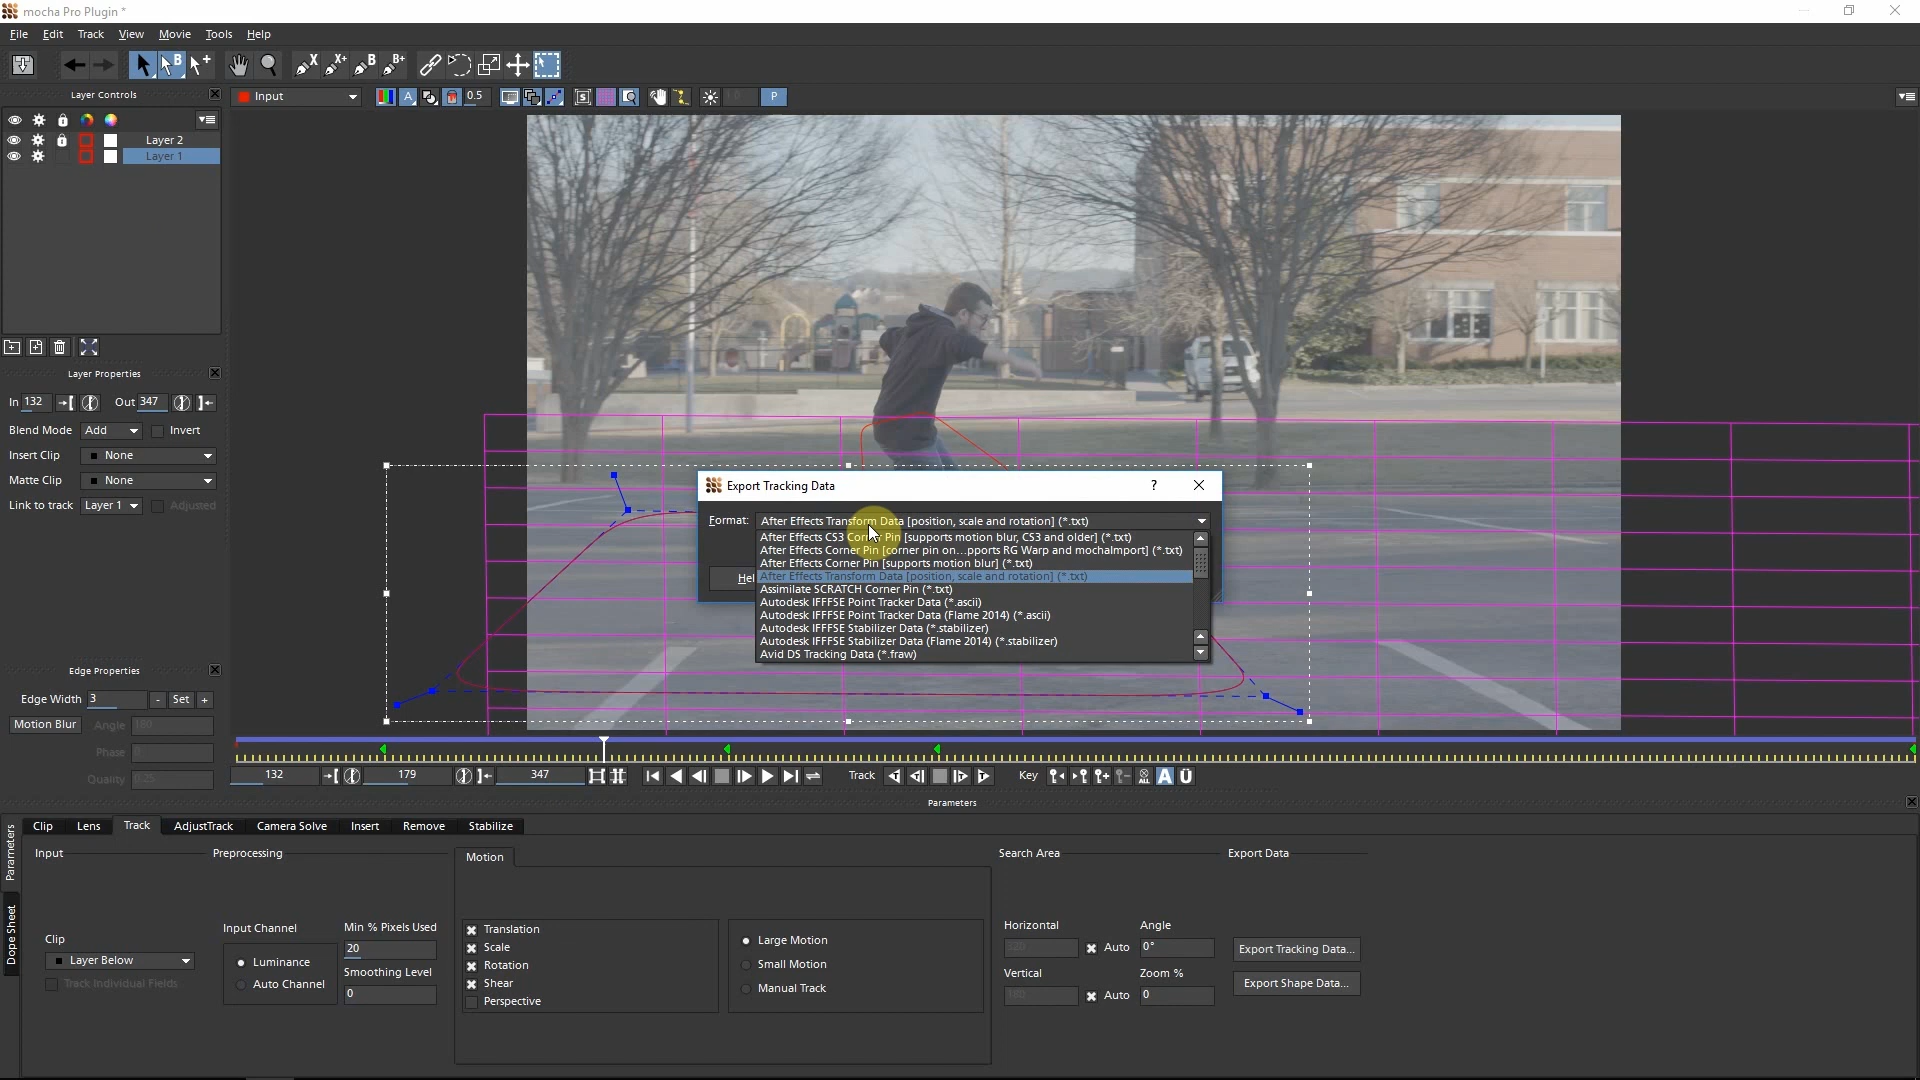 mocha Pro Plugin *
File Edit Track View Movie Tools Help
Layer Controls
Input
0.5
P
Layer 2
Layer 1
Layer Properties
In 132 Out 347
Blend Mode Add Invert
Insert Clip None
Matte Clip None
Link to track Layer 1 Adjusted
Export Tracking Data
?
Format: After Effects Transform Data [position, scale and rotation] (*.txt)
After Effects CS3 Corner Pin [supports motion blur, CS3 and older] (*.txt)
After Effects Corner Pin [corner pin on...pports RG Warp and mochaImport] (*.txt)
After Effects Corner Pin [supports motion blur] (*.txt)
After Effects Transform Data [position, scale and rotation] (*.txt)
Assimilate SCRATCH Corner Pin (*.txt)
Autodesk IFFFSE Point Tracker Data (*.ascii)
Autodesk IFFFSE Point Tracker Data (Flame 2014) (*.ascii)
Autodesk IFFFSE Stabilizer Data (*.stabilizer)
Autodesk IFFFSE Stabilizer Data (Flame 2014) (*.stabilizer)
Avid DS Tracking Data (*.fraw)
Hel
Edge Properties
Edge Width 3 - Set +
Motion Blur Angle 180
Phase 0
Quality 0.25
132 179 347 Track Key
Parameters
Clip Lens Track AdjustTrack Camera Solve Insert Remove Stabilize
Parameters
Dope Sheet
Input
Clip
Layer Below
Track Individual Fields
Preprocessing
Input Channel
Luminance
Auto Channel
Min % Pixels Used
20
Smoothing Level
0
Motion
Translation
Scale
Rotation
Shear
Perspective
Large Motion
Small Motion
Manual Track
Search Area
Horizontal
320 Auto
Vertical
180 Auto
Angle
0°
Zoom %
0
Export Data
Export Tracking Data...
Export Shape Data...